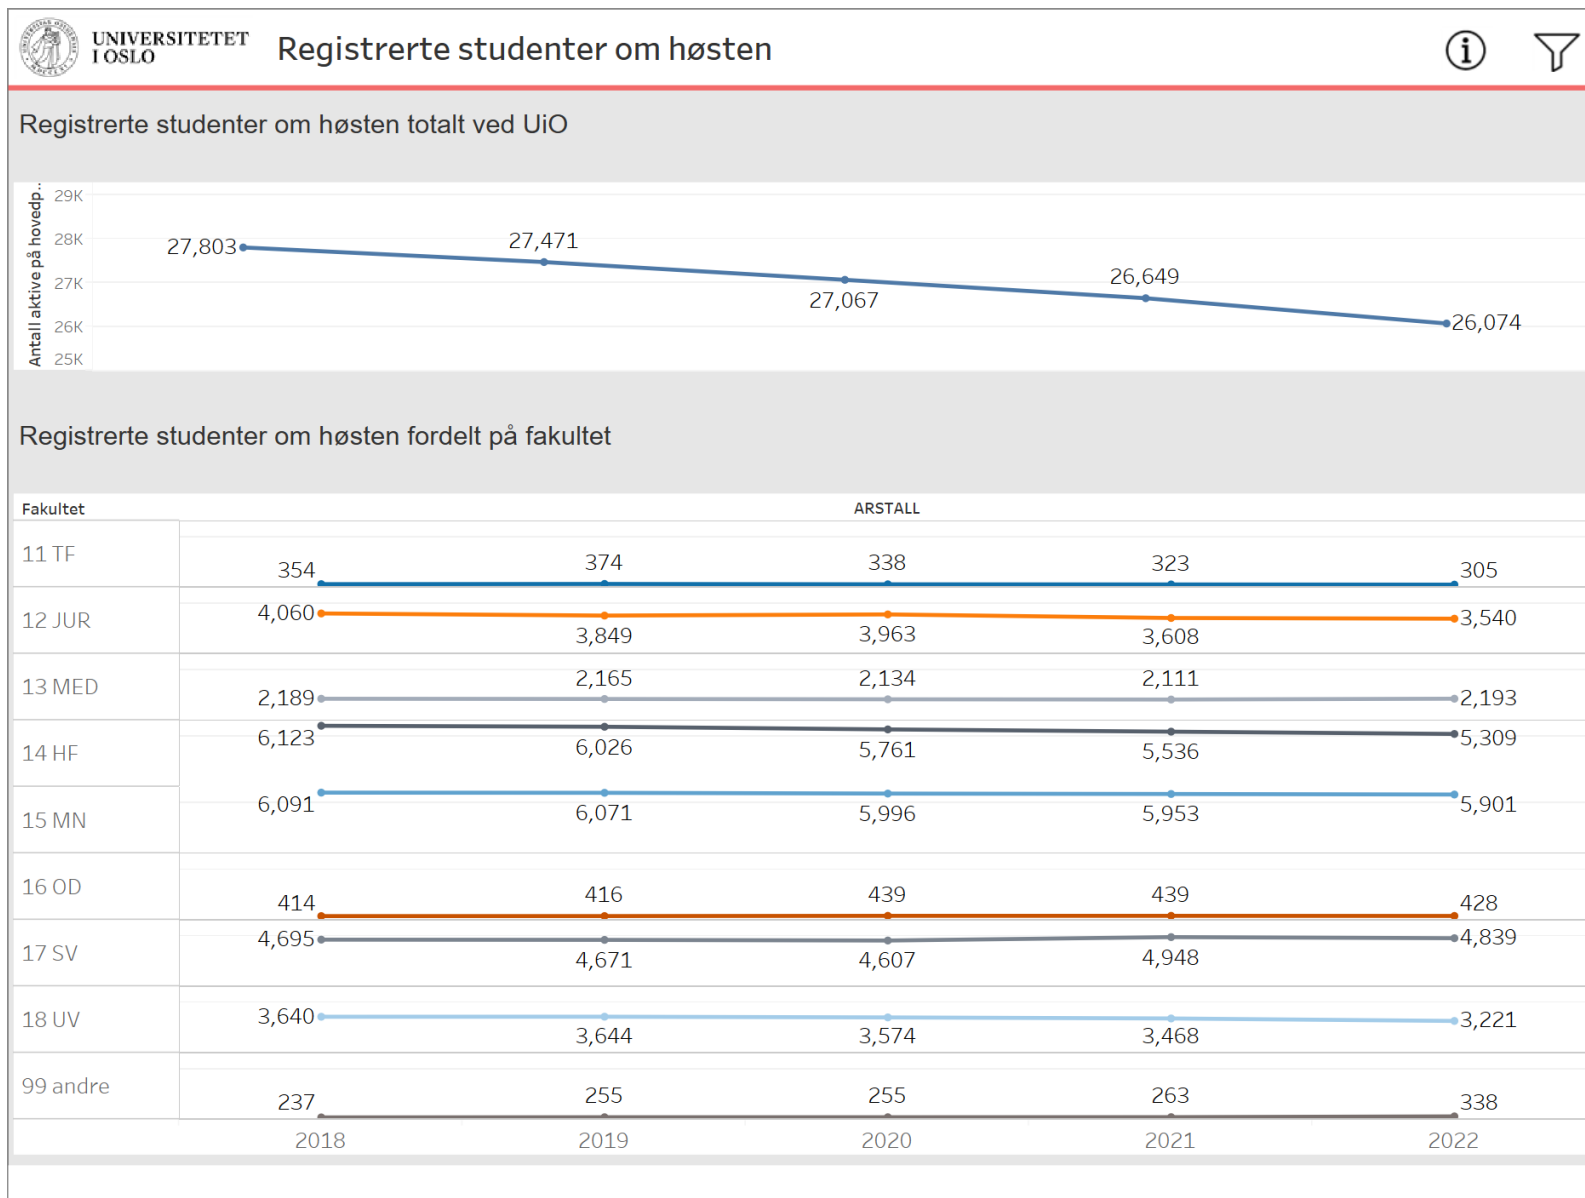 UNIVERSITETET
I OSLO
Registrerte studenter om høsten
Registrerte studenter om høsten totalt ved UiO
Antall aktive på hovedp..
29K
28K
27K
26K
25K
27,803
27,471
27,067
26,649
26,074
Registrerte studenter om høsten fordelt på fakultet
Fakultet ARSTALL
11 TF 354 374 338 323 305
12 JUR 4,060 3,849 3,963 3,608 3,540
13 MED 2,189 2,165 2,134 2,111 2,193
14 HF 6,123 6,026 5,761 5,536 5,309
15 MN 6,091 6,071 5,996 5,953 5,901
16 OD 414 416 439 439 428
17 SV 4,695 4,671 4,607 4,948 4,839
18 UV 3,640 3,644 3,574 3,468 3,221
99 andre 237 255 255 263 338
2018 2019 2020 2021 2022